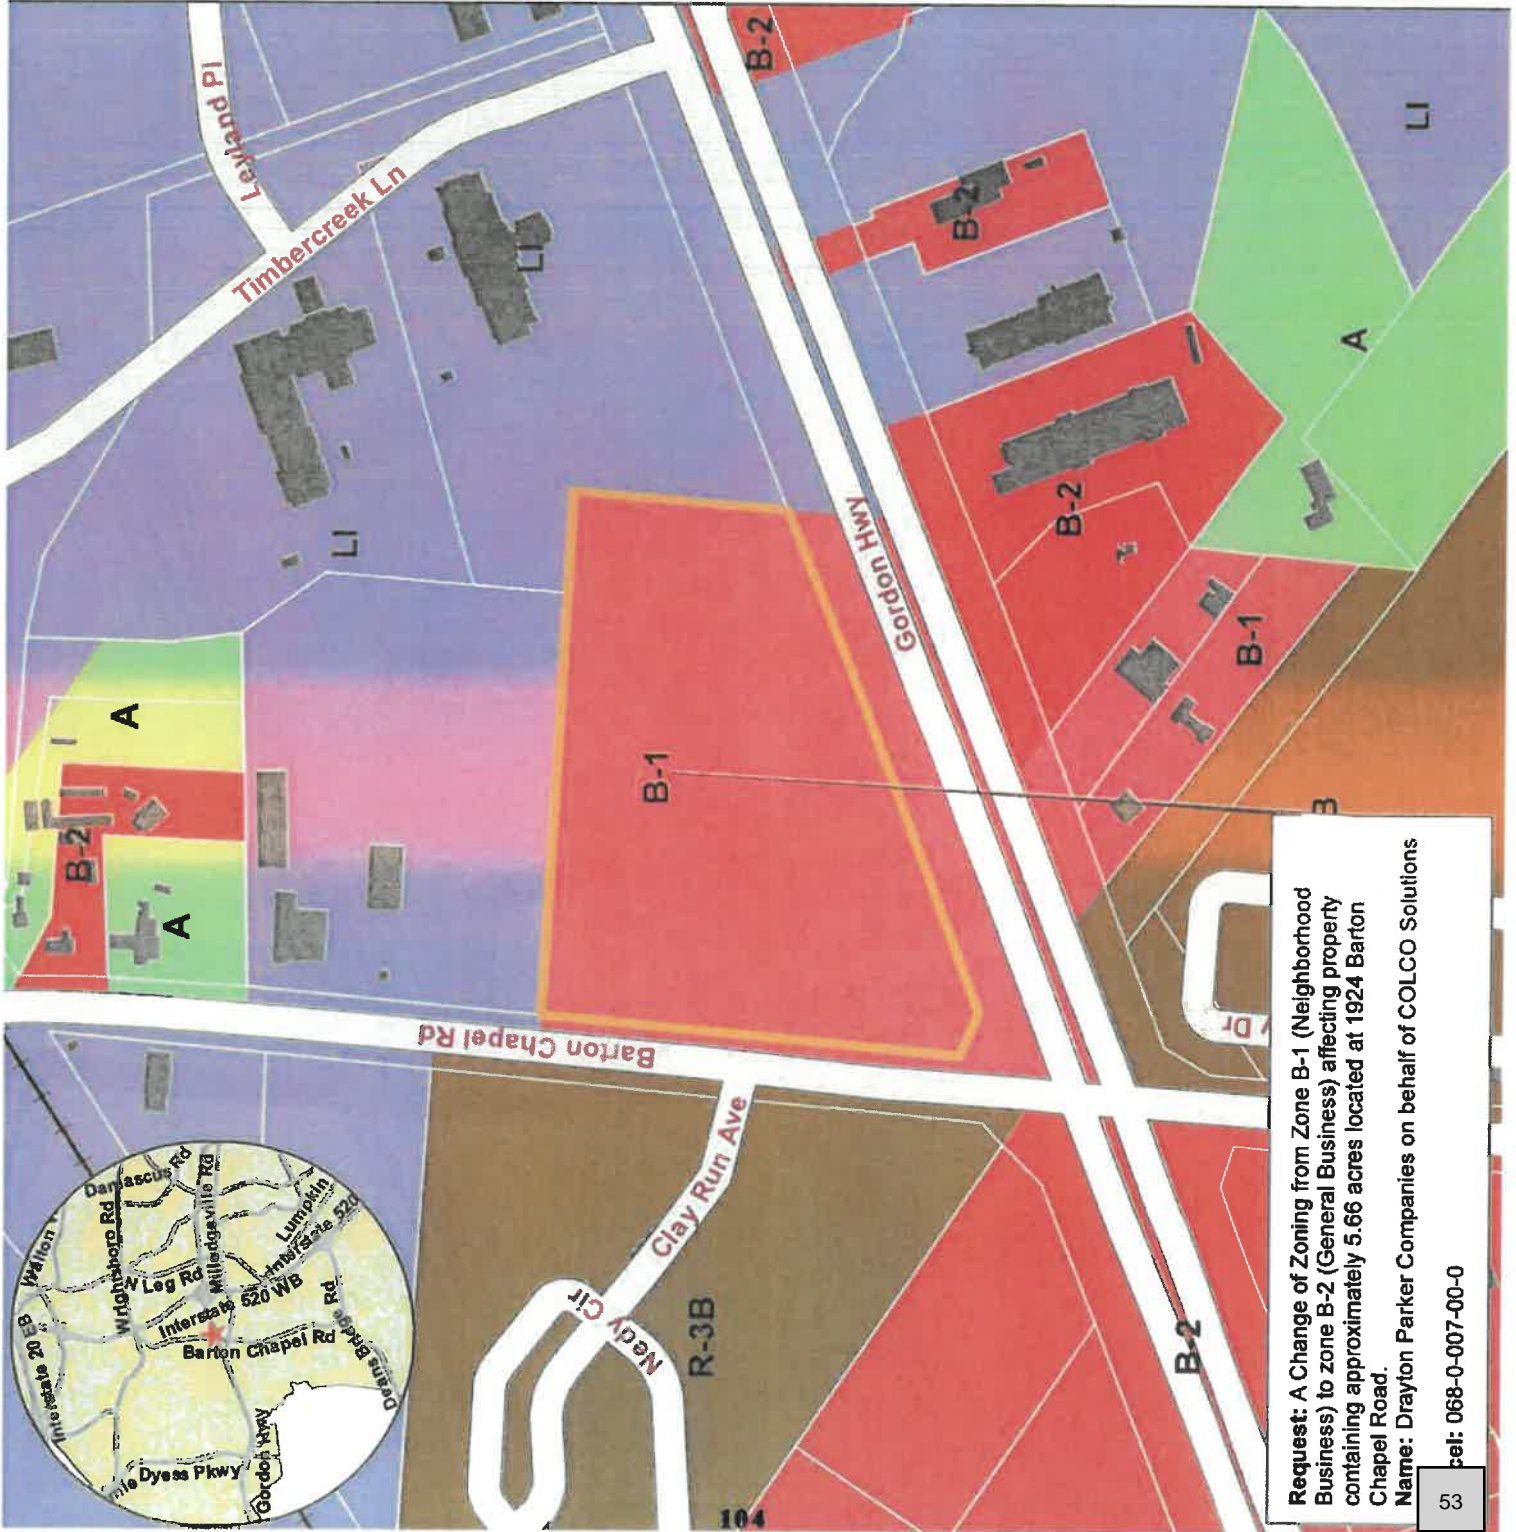 Leyland Pl
Timbercreek Ln
B-2
LI
B-2
LI
A
LI
A
B-2
A
B-1
Gordon Hwy
B-2
B-1
B
Barton Chapel Rd
Clay Run Ave
Nedy Cir
R-3B
B-2
Dr
Walton
Damascus Rd
Wrightsboro Rd
N Leg Rd
Milledgeville Rd
Lumpkin
Interstate 520
Interstate 520 WB
Interstate 20 EB
Barton Chapel Rd
Deans Bridge Rd
Dyess Pkwy
Gordon Hwy
Request: A Change of Zoning from Zone B-1 (Neighborhood
Business) to zone B-2 (General Business) affecting property
containing approximately 5.66 acres located at 1924 Barton
Chapel Road.
Name: Drayton Parker Companies on behalf of COLCO Solutions
cel: 068-0-007-00-0
104
53